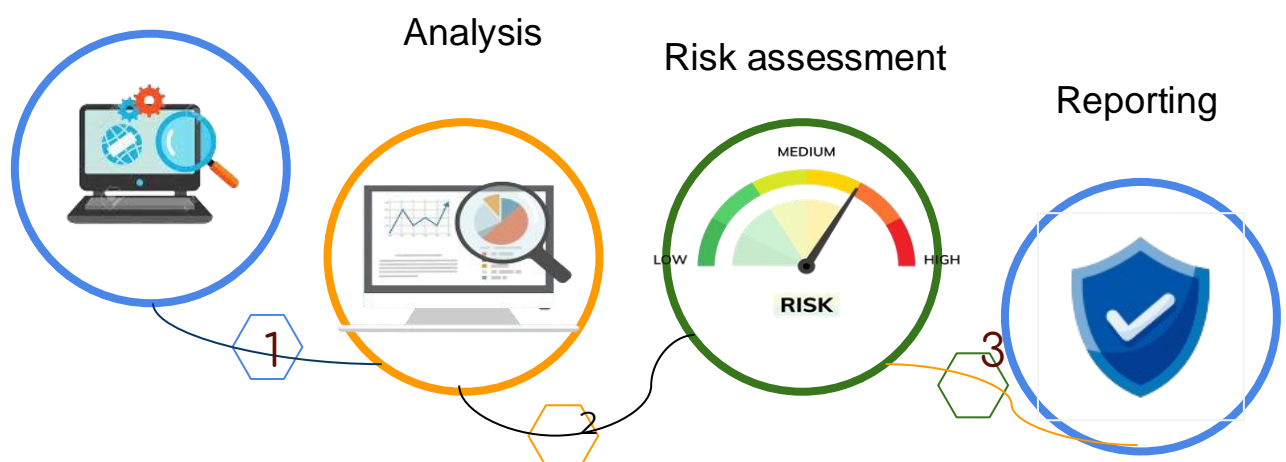 Analysis
Risk assessment
Reporting
MEDIUM
LOW
HIGH
RISK
1
2
3